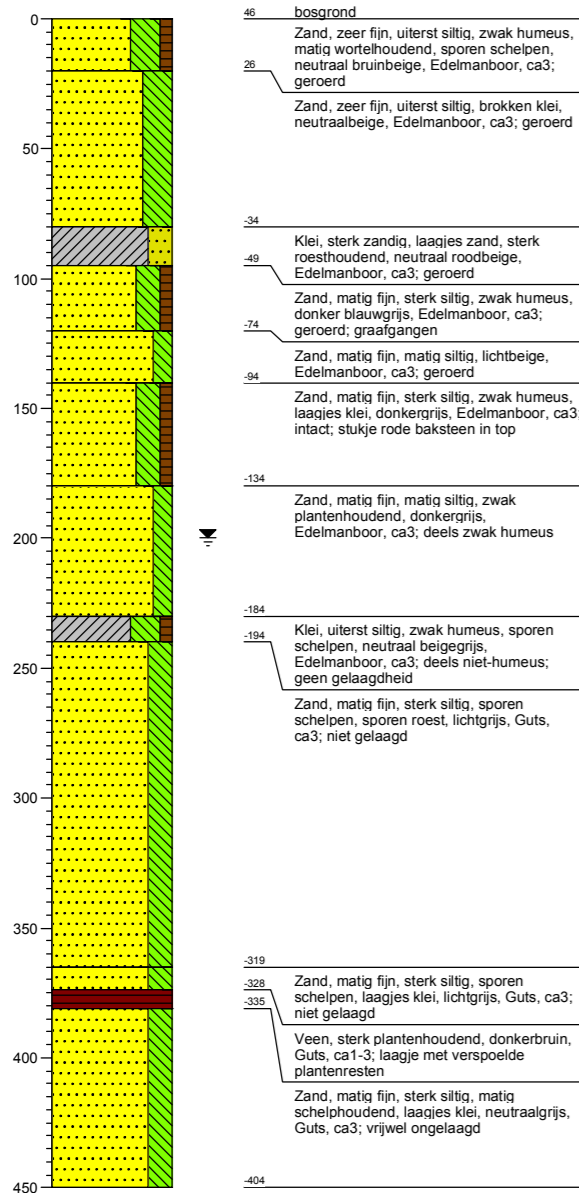 0
50
100
150
200
250
300
350
400
450
46
bosgrond
Zand, zeer fijn, uiterst siltig, zwak humeus,
matig wortelhoudend, sporen schelpen,
neutraal bruinbeige, Edelmanboor, ca3;
geroerd
26
Zand, zeer fijn, uiterst siltig, brokken klei,
neutraalbeige, Edelmanboor, ca3; geroerd
-34
Klei, sterk zandig, laagjes zand, sterk
roesthoudend, neutraal roodbeige,
Edelmanboor, ca3; geroerd
-49
Zand, matig fijn, sterk siltig, zwak humeus,
donker blauwgrijs, Edelmanboor, ca3;
geroerd; graafgangen
-74
Zand, matig fijn, matig siltig, lichtbeige,
Edelmanboor, ca3; geroerd
-94
Zand, matig fijn, sterk siltig, zwak humeus,
laagjes klei, donkergrijs, Edelmanboor, ca3;
intact; stukje rode baksteen in top
-134
Zand, matig fijn, matig siltig, zwak
plantenhoudend, donkergrijs,
Edelmanboor, ca3; deels zwak humeus
-184
Klei, uiterst siltig, zwak humeus, sporen
schelpen, neutraal beigegrijs,
Edelmanboor, ca3; deels niet-humeus;
geen gelaagdheid
-194
Zand, matig fijn, sterk siltig, sporen
schelpen, sporen roest, lichtgrijs, Guts,
ca3; niet gelaagd
-319
Zand, matig fijn, sterk siltig, sporen
schelpen, laagjes klei, lichtgrijs, Guts, ca3;
niet gelaagd
-328
Veen, sterk plantenhoudend, donkerbruin,
Guts, ca1-3; laagje met verspoelde
plantenresten
-335
Zand, matig fijn, sterk siltig, matig
schelphoudend, laagjes klei, neutraalgrijs,
Guts, ca3; vrijwel ongelaagd
-404